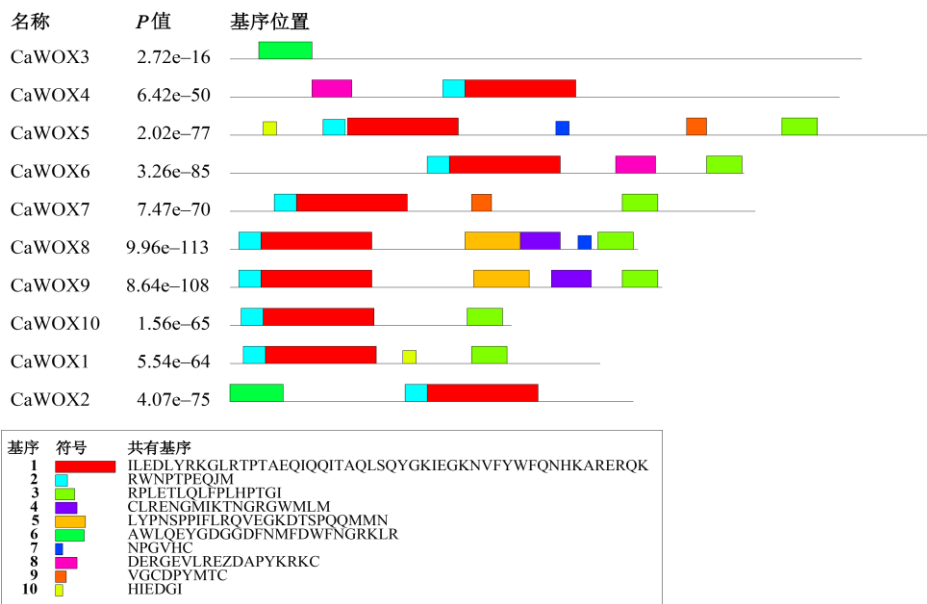 名称 P值 基序位置
CaWOX3 2.72e–16
CaWOX4 6.42e–50
CaWOX5 2.02e–77
CaWOX6 3.26e–85
CaWOX7 7.47e–70
CaWOX8 9.96e–113
CaWOX9 8.64e–108
CaWOX10 1.56e–65
CaWOX1 5.54e–64
CaWOX2 4.07e–75
基序 符号 共有基序
1 ILEDLYRKGLRTPTAEQIQQITAQLSQYGKIEGKNVFYWFQNHKARERQK
2 RWNPTPEQJM
3 RPLETLQLFPLHPTGI
4 CLRENGMIKTNGRGWMLM
5 LYPNSPPIFLRQVEGKDTSPQQMMN
6 AWLQEYGDGGDFNMFDWFNGRKLR
7 NPGVHC
8 DERGEVLREZDAPYKRKC
9 VGCDPYMTC
10 HIEDGI